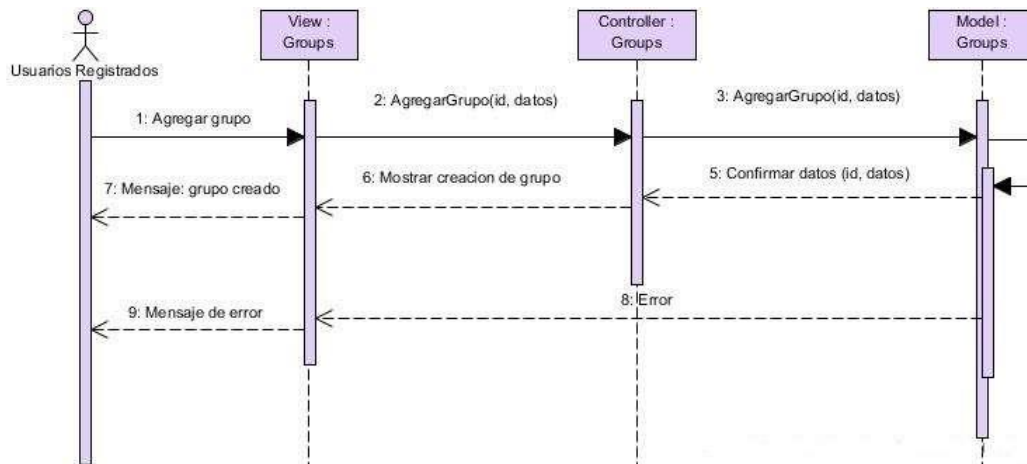 View :
Groups
Controller :
Groups
Model :
Groups
Usuarios Registrados
1: Agregar grupo
2: AgregarGrupo(id, datos)
3: AgregarGrupo(id, datos)
5: Confirmar datos (id, datos)
6: Mostrar creacion de grupo
7: Mensaje: grupo creado
8: Error
9: Mensaje de error